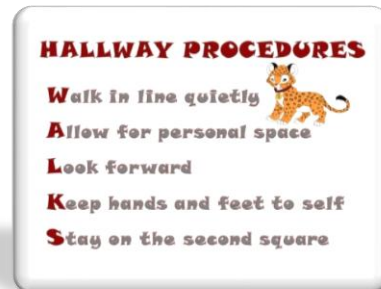 HALLWAY PROCEDURES
Walk in line quietly
Allow for personal space
Look forward
Keep hands and feet to self
Stay on the second square